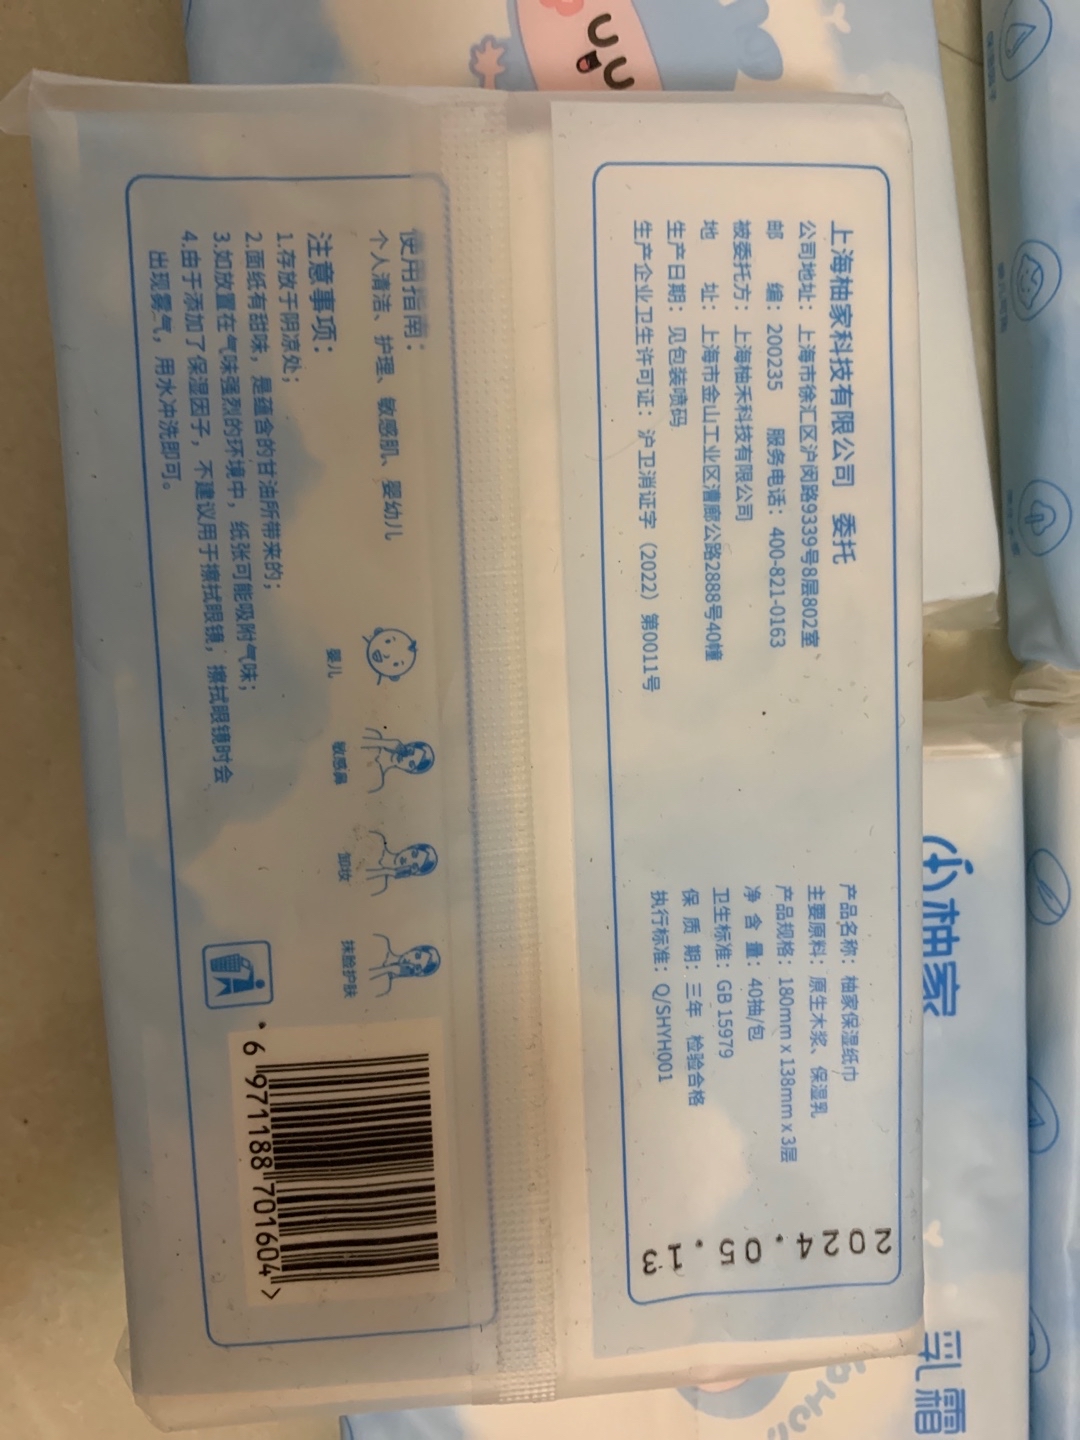 上海柚家科技有限公司 委托
公司地址：上海市徐汇区沪闵路9339号8层802室
邮 编：200235 服务电话：400-821-0163
被委托方：上海柚禾科技有限公司
地 址：上海市金山工业区漕廊公路2888号40幢
生产日期：见包装喷码
生产企业卫生许可证：沪卫消证字（2022）第0011号
产品名称：柚家保湿纸巾
主要原料：原生木浆、保湿乳
产品规格：180mm x 138mm x 3层
净 含 量：40抽/包
卫生标准：GB 15979
保 质 期：三年 检验合格
执行标准：Q/SHYH001
2024.05.13
使用指南：
个人清洁、护理、敏感肌、婴幼儿
婴儿
敏感鼻
卸妆
抹脸护肤
注意事项：
1.存放于阴凉处；
2.面纸有甜味，是蕴含的甘油所带来的；
3.如放置在气味强烈的环境中，纸张可能吸附气味；
4.由于添加了保湿因子，不建议用于擦拭眼镜，擦拭眼镜时会
出现雾气，用水冲洗即可。
6 971188 701604 >
小柚家
乳霜